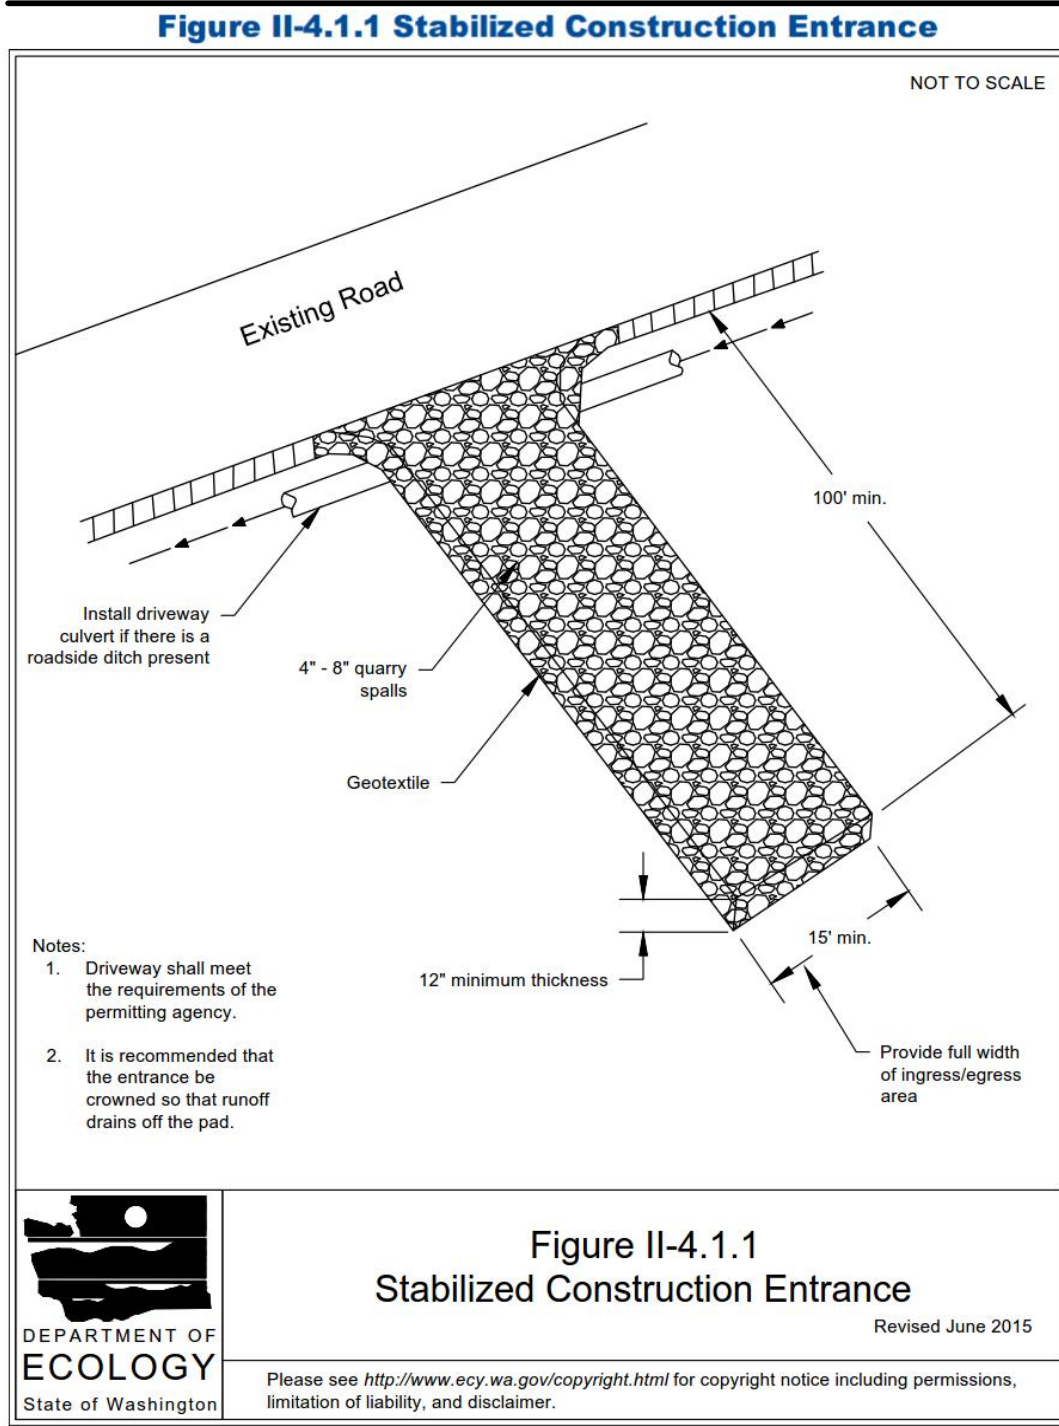 Figure II-4.1.1 Stabilized Construction Entrance
NOT TO SCALE
Existing Road
100' min.
Install driveway
culvert if there is a
roadside ditch present
4" - 8" quarry
spalls
Geotextile
15' min.
12" minimum thickness
Provide full width
of ingress/egress
area
Notes:
1. Driveway shall meet
the requirements of the
permitting agency.
2. It is recommended that
the entrance be
crowned so that runoff
drains off the pad.
DEPARTMENT OF
ECOLOGY
State of Washington
Figure II-4.1.1
Stabilized Construction Entrance
Revised June 2015
Please see http://www.ecy.wa.gov/copyright.html for copyright notice including permissions,
limitation of liability, and disclaimer.